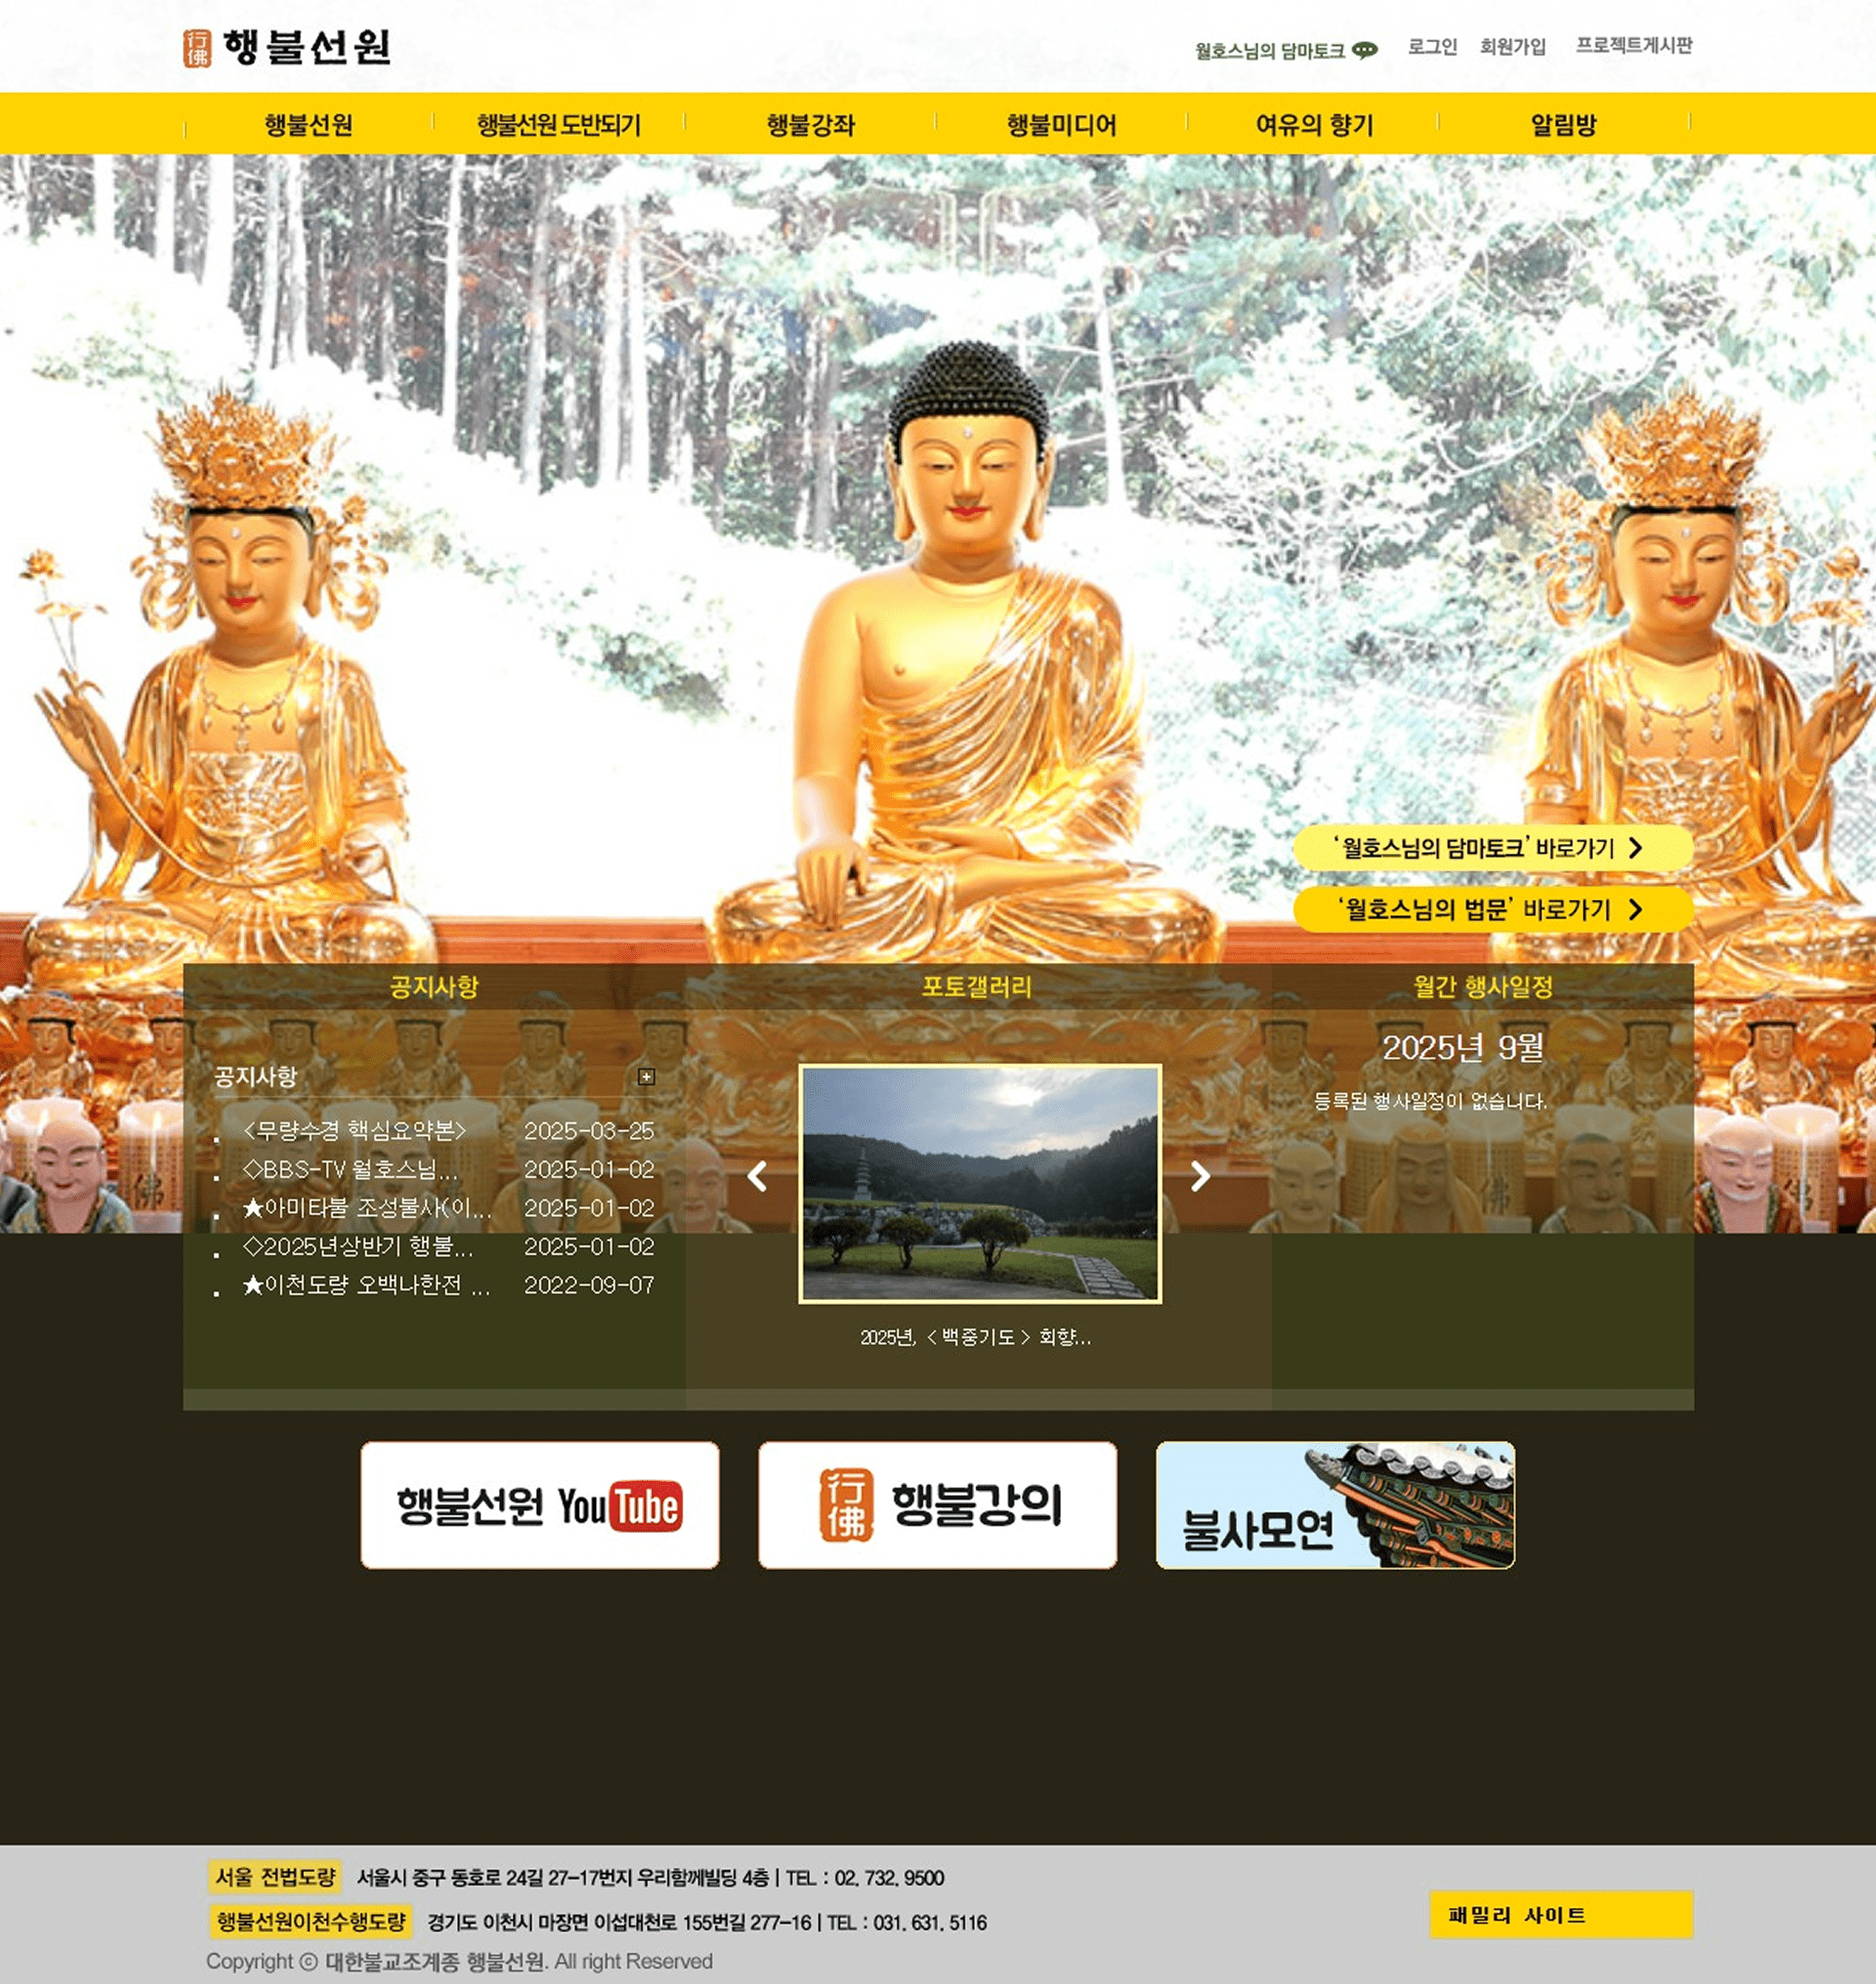 行佛 행불선원
월호스님의 담마토크 로그인 회원가입 프로젝트게시판
행불선원 행불선원 도반되기 행불강좌 행불미디어 여유의 향기 알림방
‘월호스님의 담마토크’ 바로가기
‘월호스님의 법문’ 바로가기
공지사항 포토갤러리 월간 행사일정
2025년 9월
공지사항
등록된 행사일정이 없습니다.
<무량수경 핵심요약본> 2025-03-25
◇BBS-TV 월호스님... 2025-01-02
★아미타불 조성불사(이... 2025-01-02
◇2025년상반기 행불... 2025-01-02
★이천도량 오백나한전 ... 2022-09-07
佛
佛
2025년, < 백중기도 > 회향...
행불선원 YouTube
行佛 행불강의
불사모연
서울 전법도량 서울시 중구 동호로 24길 27-17번지 우리함께빌딩 4층 | TEL : 02. 732. 9500
행불선원이천수행도량 경기도 이천시 마장면 이섭대천로 155번길 277-16 | TEL : 031. 631. 5116
패밀리 사이트
Copyright ⓒ 대한불교조계종 행불선원. All right Reserved